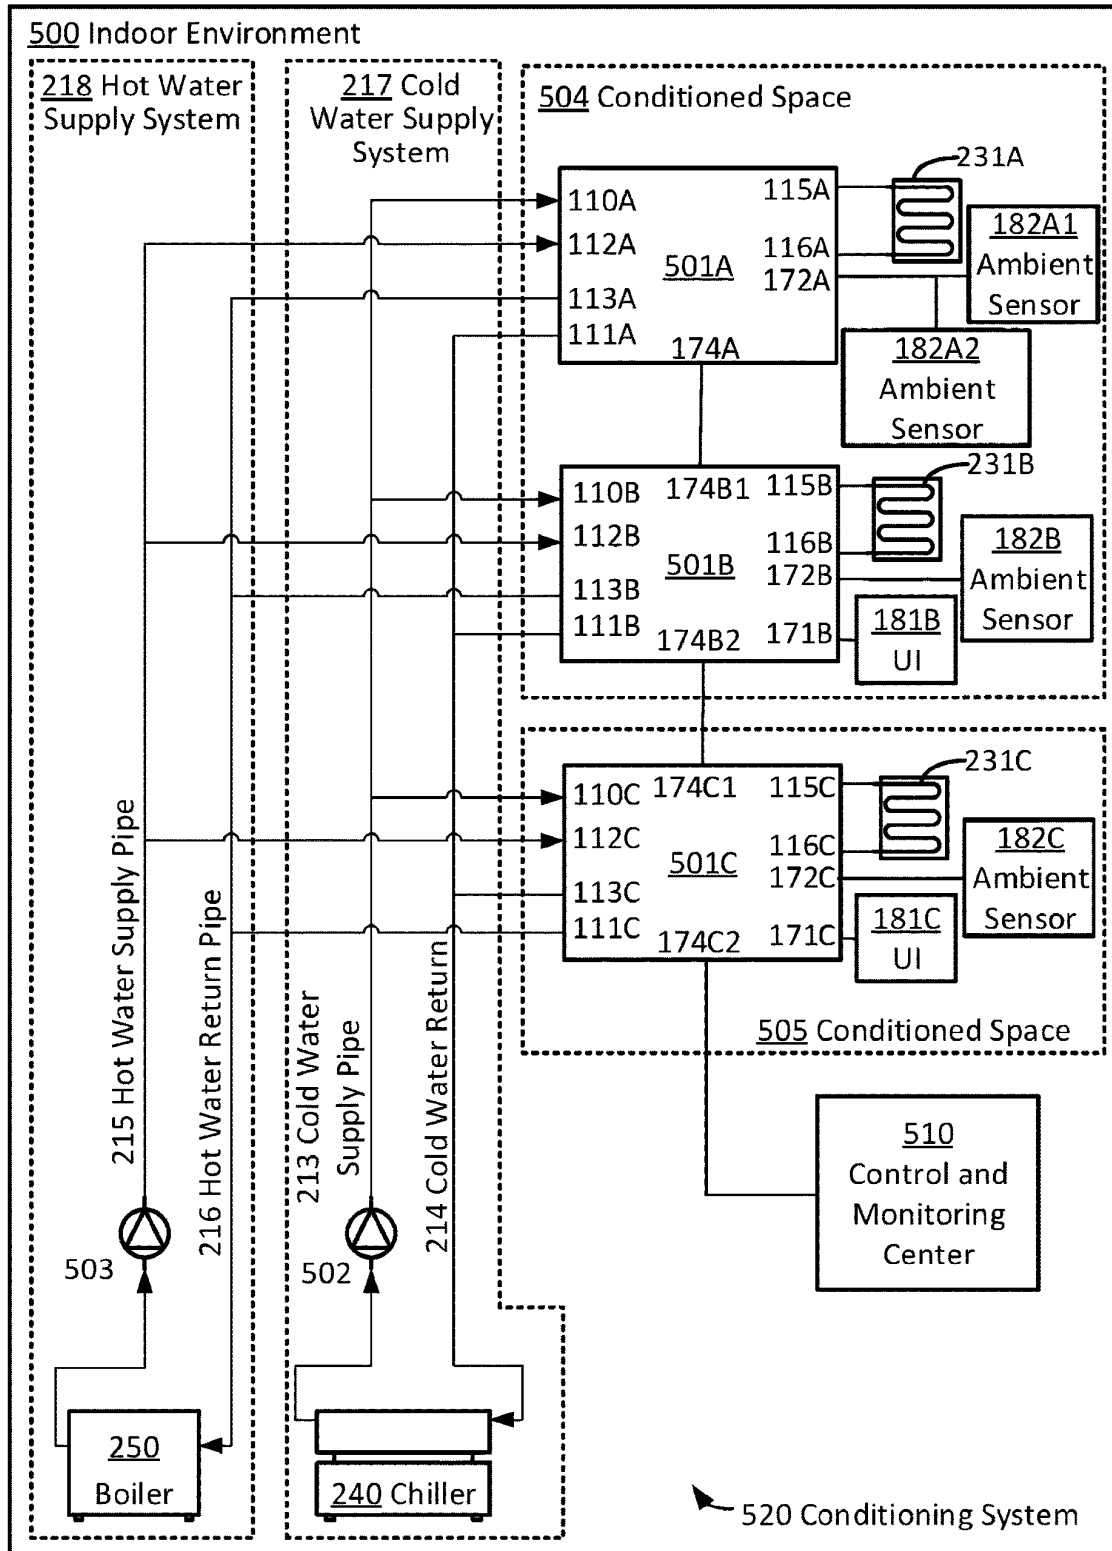 500 Indoor Environment
218 Hot Water
Supply System
217 Cold
Water Supply
System
504 Conditioned Space
110A
112A
113A
111A
501A
174A
115A
116A
172A
231A
182A1
Ambient
Sensor
182A2
Ambient
Sensor
110B
112B
113B
111B
174B1
501B
174B2
115B
116B
172B
171B
231B
182B
Ambient
Sensor
181B
UI
110C
112C
113C
111C
174C1
501C
174C2
115C
116C
172C
171C
231C
182C
Ambient
Sensor
181C
UI
505 Conditioned Space
215 Hot Water Supply Pipe
216 Hot Water Return Pipe
213 Cold Water
Supply Pipe
214 Cold Water Return
503
502
510
Control and
Monitoring
Center
250
Boiler
240 Chiller
520 Conditioning System